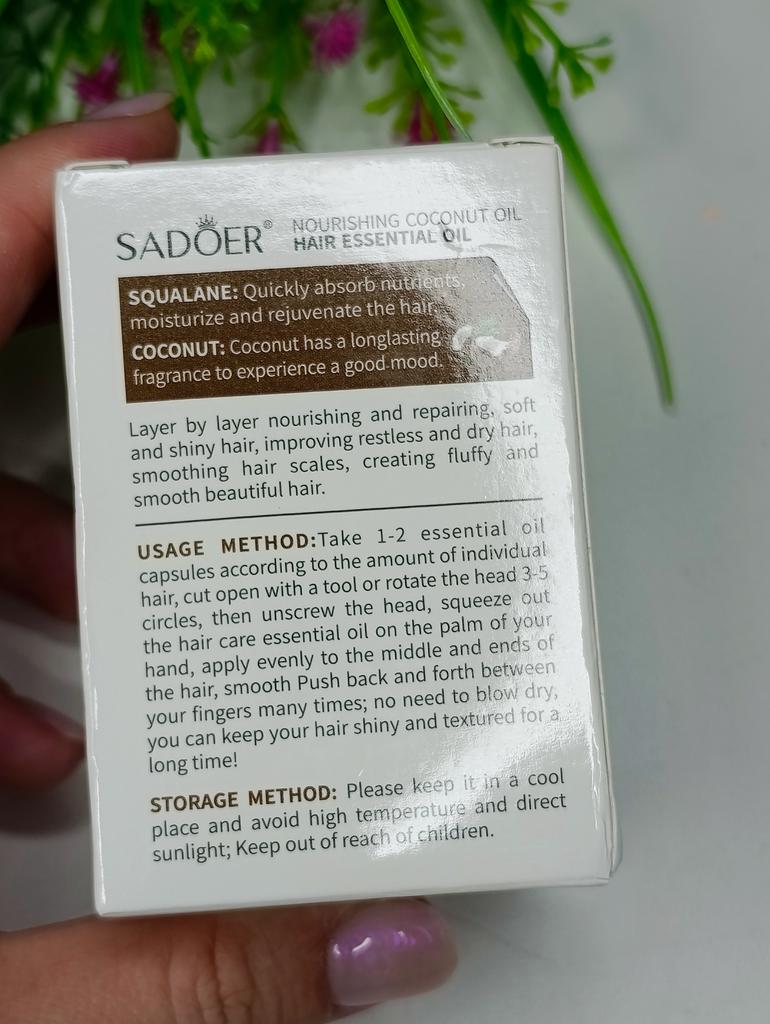 SADOER®
NOURISHING COCONUT OIL
HAIR ESSENTIAL OIL
SQUALANE: Quickly absorb nutrients,
moisturize and rejuvenate the hair.
COCONUT: Coconut has a longlasting
fragrance to experience a good mood.
Layer by layer nourishing and repairing, soft
and shiny hair, improving restless and dry hair,
smoothing hair scales, creating fluffy and
smooth beautiful hair.
USAGE METHOD:Take 1-2 essential oil
capsules according to the amount of individual
hair, cut open with a tool or rotate the head 3-5
circles, then unscrew the head, squeeze out
the hair care essential oil on the palm of your
hand, apply evenly to the middle and ends of
the hair, smooth Push back and forth between
your fingers many times; no need to blow dry,
you can keep your hair shiny and textured for a
long time!
STORAGE METHOD: Please keep it in a cool
place and avoid high temperature and direct
sunlight; Keep out of reach of children.